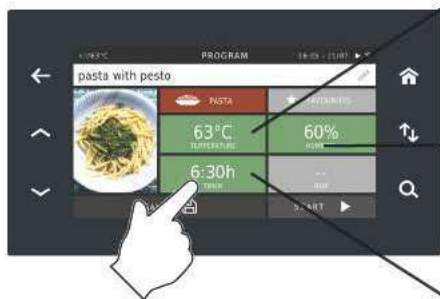 PROGRAM
pasta with pesto
PASTA
FAVOURITES
63°C
TEMPERATURE
60%
6:30h
START